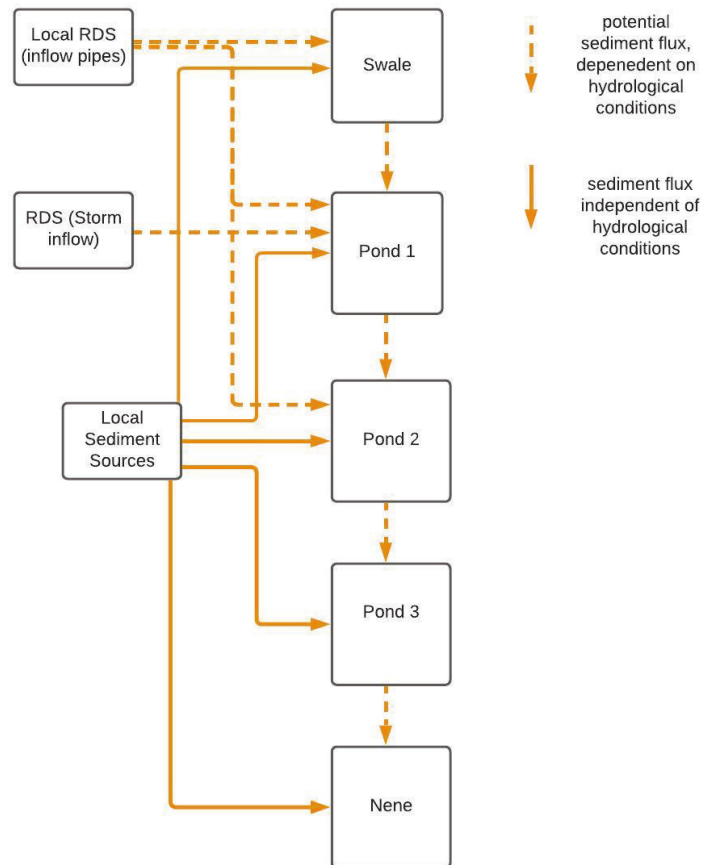 Local RDS
(inflow pipes)
Swale
potential
sediment flux,
depenedent on
hydrological
conditions
RDS (Storm
inflow)
Pond 1
sediment flux
independent of
hydrological
conditions
Local
Sediment
Sources
Pond 2
Pond 3
Nene